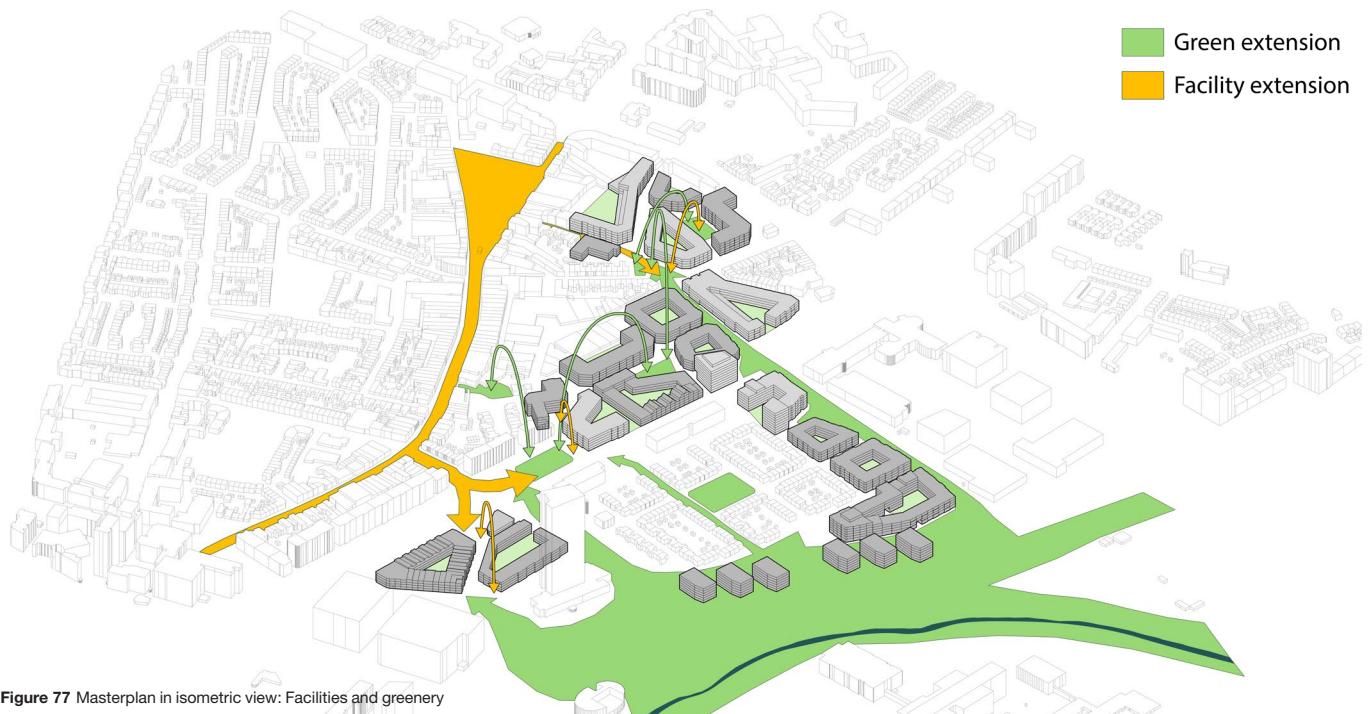 Green extension
Facility extension
Figure 77 Masterplan in isometric view: Facilities and greenery